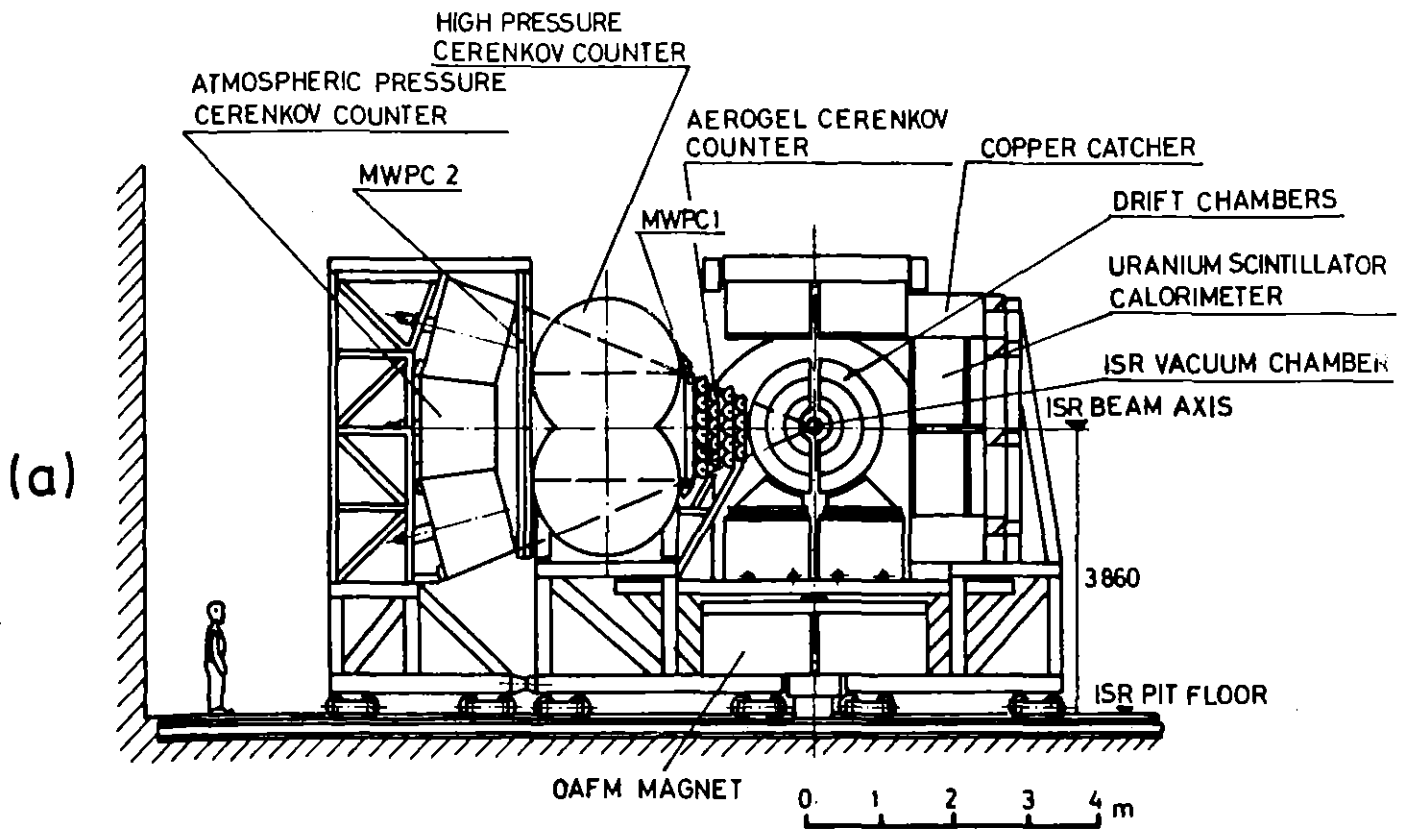 HIGH PRESSURE
CERENKOV COUNTER
ATMOSPHERIC PRESSURE
CERENKOV COUNTER
AEROGEL CERENKOV
COUNTER
COPPER CATCHER
MWPC 2
MWPC1
DRIFT CHAMBERS
URANIUM SCINTILLATOR
CALORIMETER
ISR VACUUM CHAMBER
ISR BEAM AXIS
(a)
3860
ISR PIT FLOOR
OAFM MAGNET
0 1 2 3 4 m